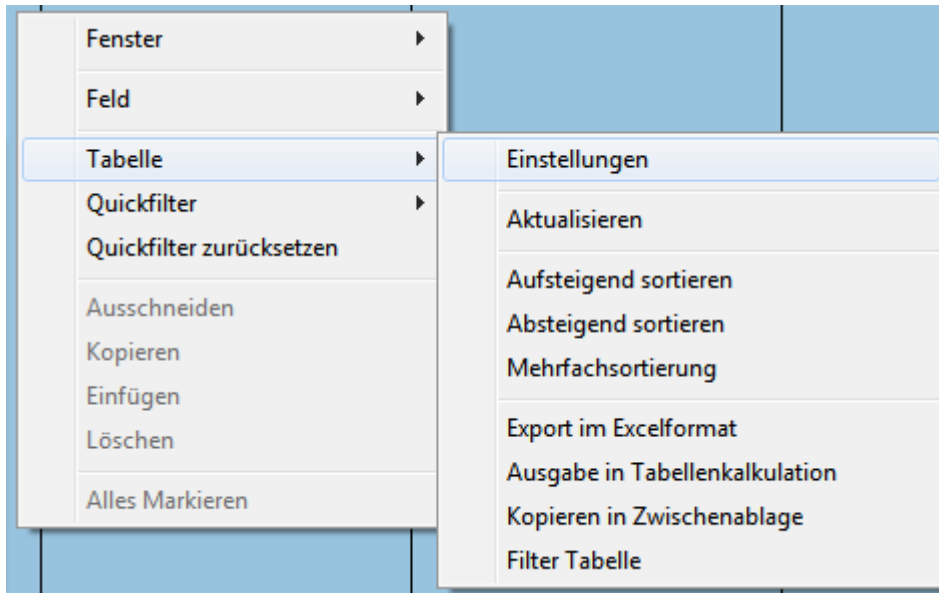 Fenster
Feld
Tabelle
Quickfilter
Quickfilter zurücksetzen
Ausschneiden
Kopieren
Einfügen
Löschen
Alles Markieren
Einstellungen
Aktualisieren
Aufsteigend sortieren
Absteigend sortieren
Mehrfachsortierung
Export im Excelformat
Ausgabe in Tabellenkalkulation
Kopieren in Zwischenablage
Filter Tabelle